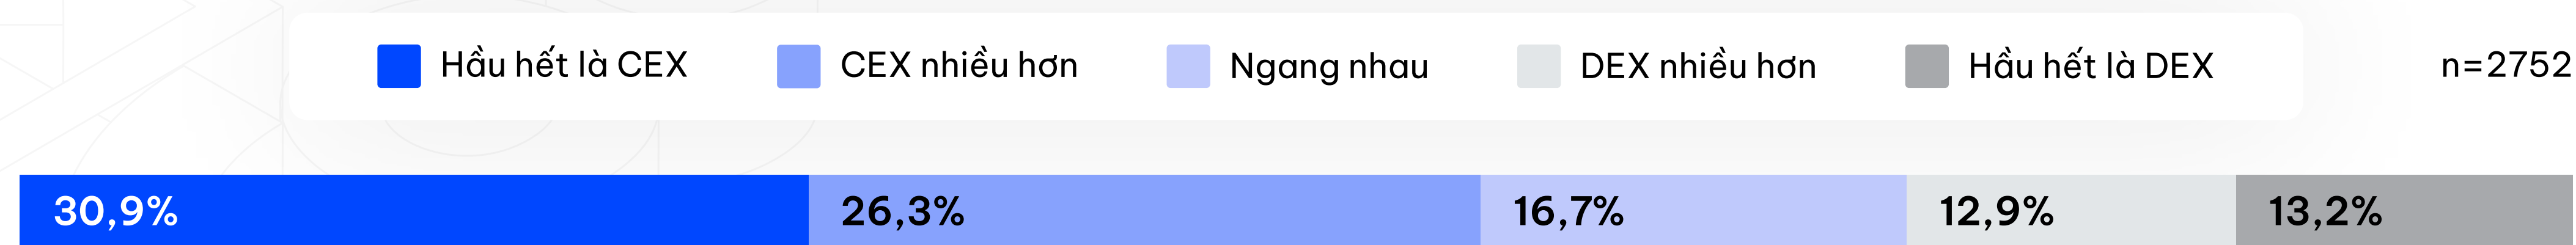 Hầu hết là CEX CEX nhiều hơn Ngang nhau DEX nhiều hơn Hầu hết là DEX n=2752
30,9% 26,3% 16,7% 12,9% 13,2%